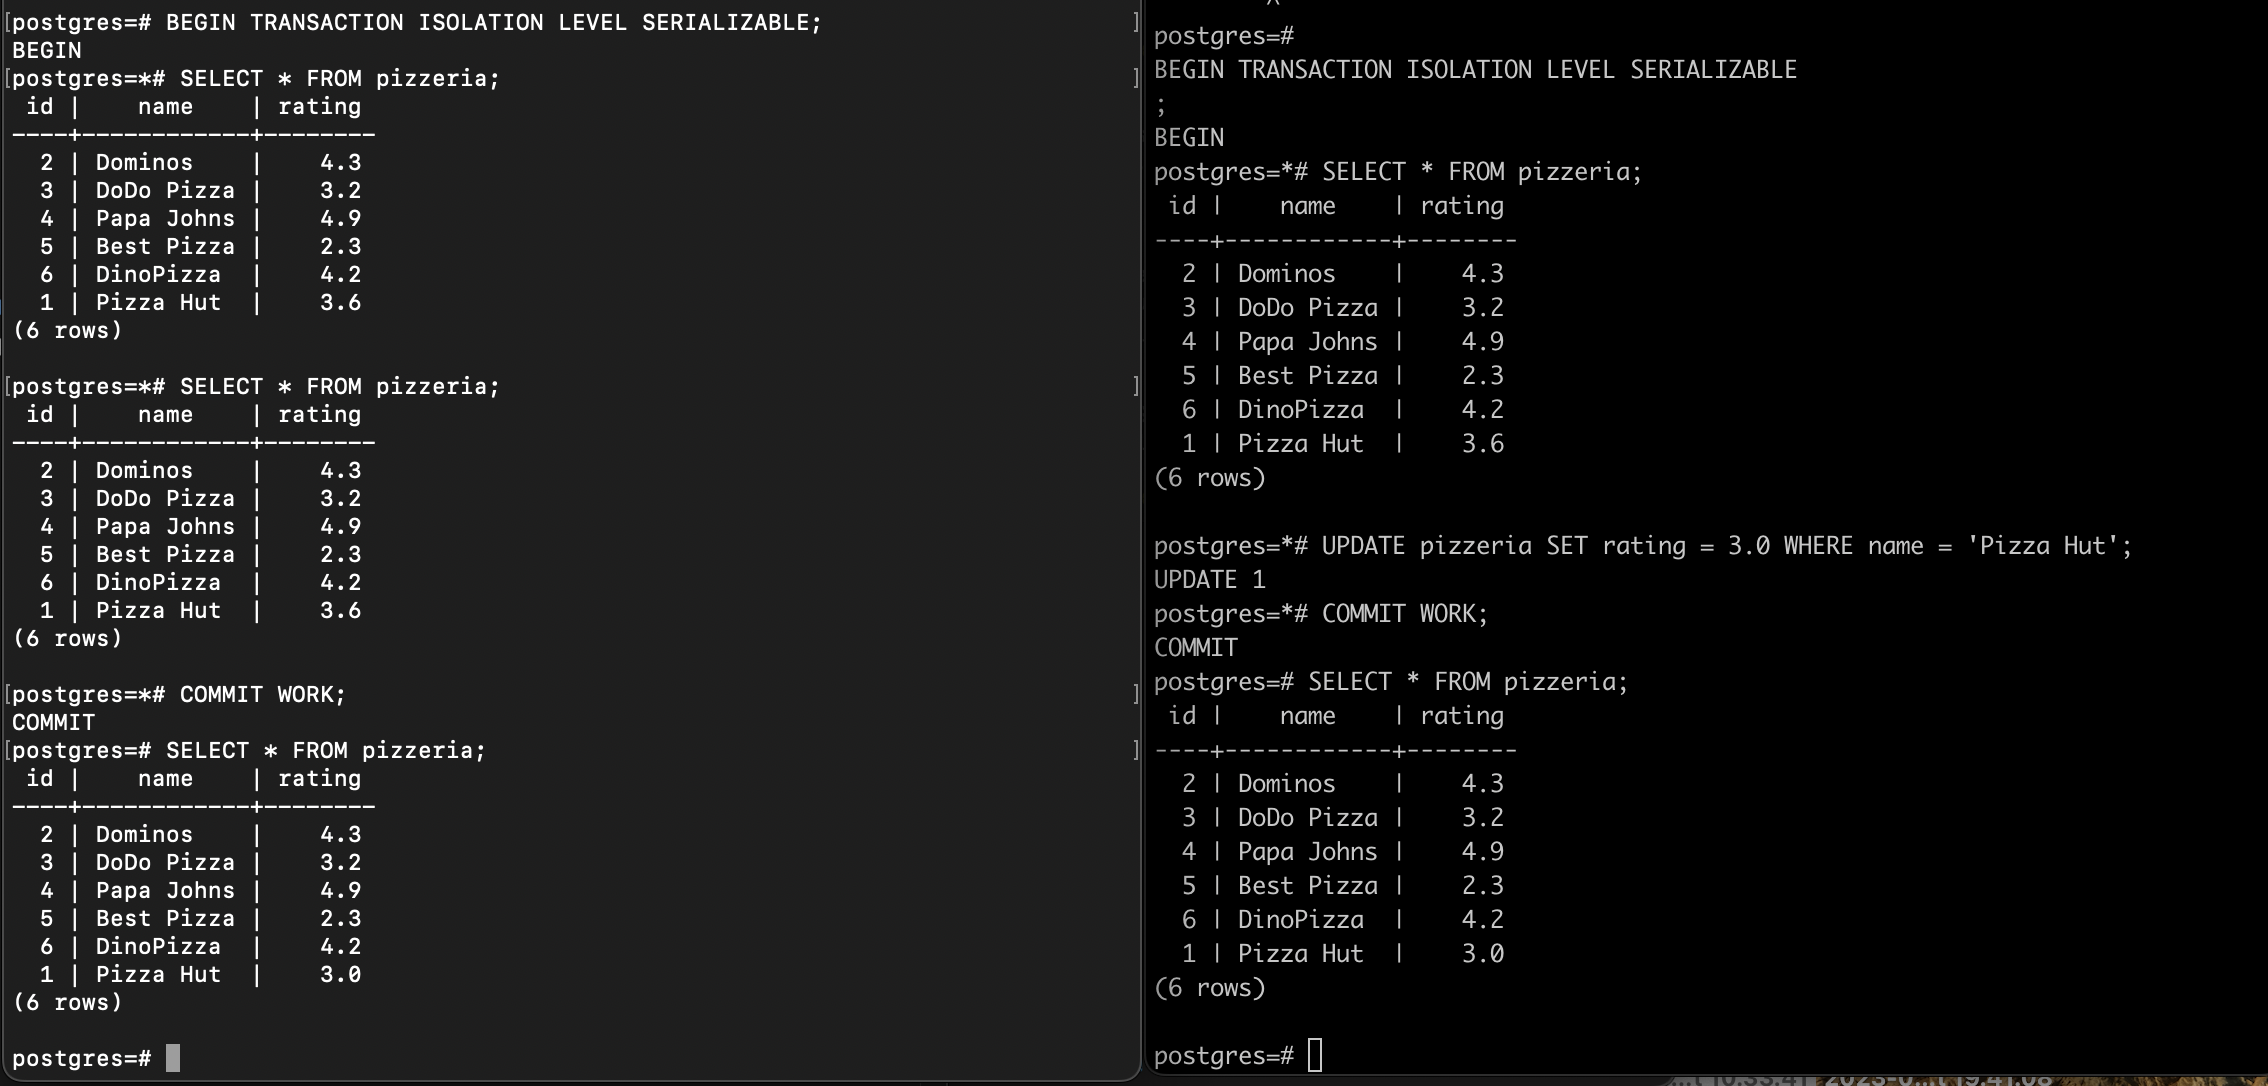 postgres=# BEGIN TRANSACTION ISOLATION LEVEL SERIALIZABLE;
BEGIN
postgres=*# SELECT * FROM pizzeria;
 id |    name    | rating
----+------------+--------
  2 | Dominos    |    4.3
  3 | DoDo Pizza |    3.2
  4 | Papa Johns |    4.9
  5 | Best Pizza |    2.3
  6 | DinoPizza  |    4.2
  1 | Pizza Hut  |    3.6
(6 rows)
postgres=*# SELECT * FROM pizzeria;
 id |    name    | rating
----+------------+--------
  2 | Dominos    |    4.3
  3 | DoDo Pizza |    3.2
  4 | Papa Johns |    4.9
  5 | Best Pizza |    2.3
  6 | DinoPizza  |    4.2
  1 | Pizza Hut  |    3.6
(6 rows)
postgres=*# COMMIT WORK;
COMMIT
postgres=# SELECT * FROM pizzeria;
 id |    name    | rating
----+------------+--------
  2 | Dominos    |    4.3
  3 | DoDo Pizza |    3.2
  4 | Papa Johns |    4.9
  5 | Best Pizza |    2.3
  6 | DinoPizza  |    4.2
  1 | Pizza Hut  |    3.0
(6 rows)
postgres=#
postgres=#
BEGIN TRANSACTION ISOLATION LEVEL SERIALIZABLE
;
BEGIN
postgres=*# SELECT * FROM pizzeria;
 id |    name    | rating
----+------------+--------
  2 | Dominos    |    4.3
  3 | DoDo Pizza |    3.2
  4 | Papa Johns |    4.9
  5 | Best Pizza |    2.3
  6 | DinoPizza  |    4.2
  1 | Pizza Hut  |    3.6
(6 rows)
postgres=*# UPDATE pizzeria SET rating = 3.0 WHERE name = 'Pizza Hut';
UPDATE 1
postgres=*# COMMIT WORK;
COMMIT
postgres=# SELECT * FROM pizzeria;
 id |    name    | rating
----+------------+--------
  2 | Dominos    |    4.3
  3 | DoDo Pizza |    3.2
  4 | Papa Johns |    4.9
  5 | Best Pizza |    2.3
  6 | DinoPizza  |    4.2
  1 | Pizza Hut  |    3.0
(6 rows)
postgres=#